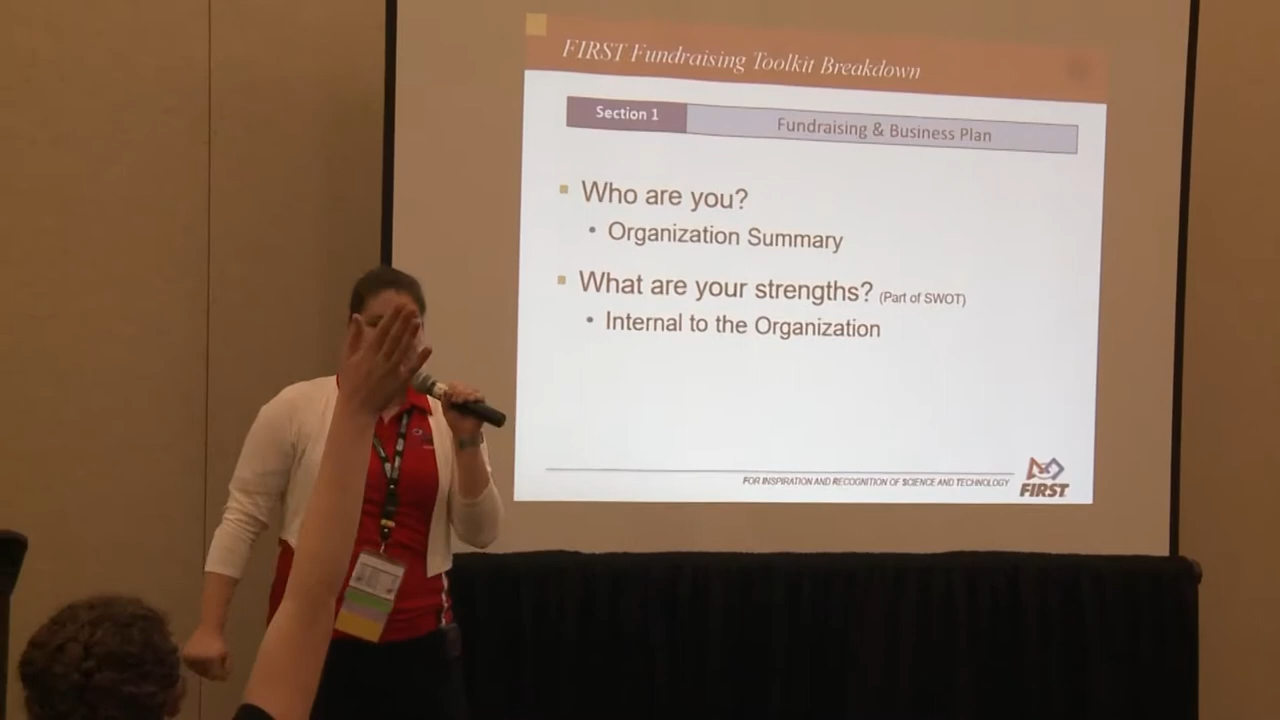 FIRST Fundraising Toolkit Breakdown
Section 1
Fundraising & Business Plan
Who are you?
Organization Summary
What are your strengths? (Part of SWOT)
Internal to the Organization
FOR INSPIRATION AND RECOGNITION OF SCIENCE AND TECHNOLOGY
FIRST